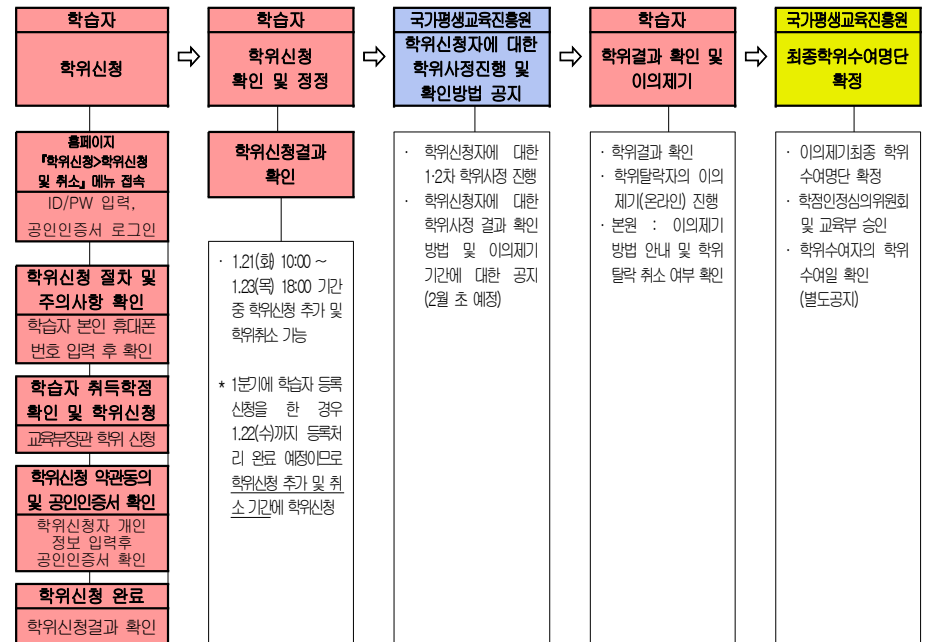 학습자
학위신청
학습자
학위신청
확인 및 정정
국가평생교육진흥원
학위신청자에 대한
학위사정진행 및
확인방법 공지
학습자
학위결과 확인 및
이의제기
국가평생교육진흥원
최종학위수여명단
확정
홈페이지
『학위신청>학위신청
및 취소』 메뉴 접속
ID/PW 입력,
공인인증서 로그인
학위신청 절차 및
주의사항 확인
학습자 본인 휴대폰
번호 입력 후 확인
학습자 취득학점
확인 및 학위신청
교육부장관 학위 신청
학위신청 약관동의
및 공인인증서 확인
학위신청자 개인
정보 입력후
공인인증서 확인
학위신청 완료
학위신청결과 확인
학위신청결과
확인
· 1.21(화) 10:00 ~
1.23(목) 18:00 기간
중 학위신청 추가 및
학위취소 가능
* 1분기에 학습자 등록
신청을 한 경우
1.22(수)까지 등록처
리 완료 예정이므로
학위신청 추가 및 취
소 기간에 학위신청
· 학위신청자에 대한
1·2차 학위사정 진행
· 학위신청자에 대한
학위사정 결과 확인
방법 및 이의제기
기간에 대한 공지
(2월 초 예정)
· 학위결과 확인
· 학위탈락자의 이의
제기(온라인) 진행
· 본원 : 이의제기
방법 안내 및 학위
탈락 취소 여부 확인
· 이의제기최종 학위
수여명단 확정
· 학점인정심의위원회
및 교육부 승인
· 학위수여자의 학위
수여일 확인
(별도공지)